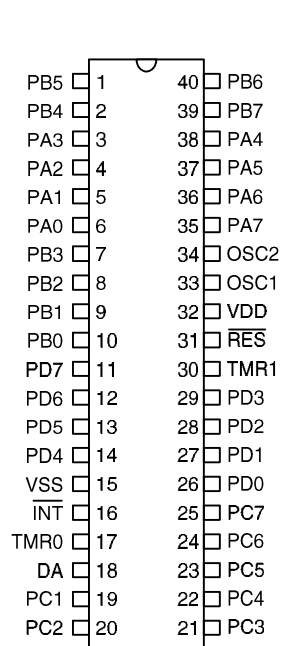 PB5 1 40 PB6
PB4 2 39 PB7
PA3 3 38 PA4
PA2 4 37 PA5
PA1 5 36 PA6
PA0 6 35 PA7
PB3 7 34 OSC2
PB2 8 33 OSC1
PB1 9 32 VDD
PB0 10 31 R̅E̅S̅
PD7 11 30 TMR1
PD6 12 29 PD3
PD5 13 28 PD2
PD4 14 27 PD1
VSS 15 26 PD0
I̅N̅T̅ 16 25 PC7
TMR0 17 24 PC6
DA 18 23 PC5
PC1 19 22 PC4
PC2 20 21 PC3